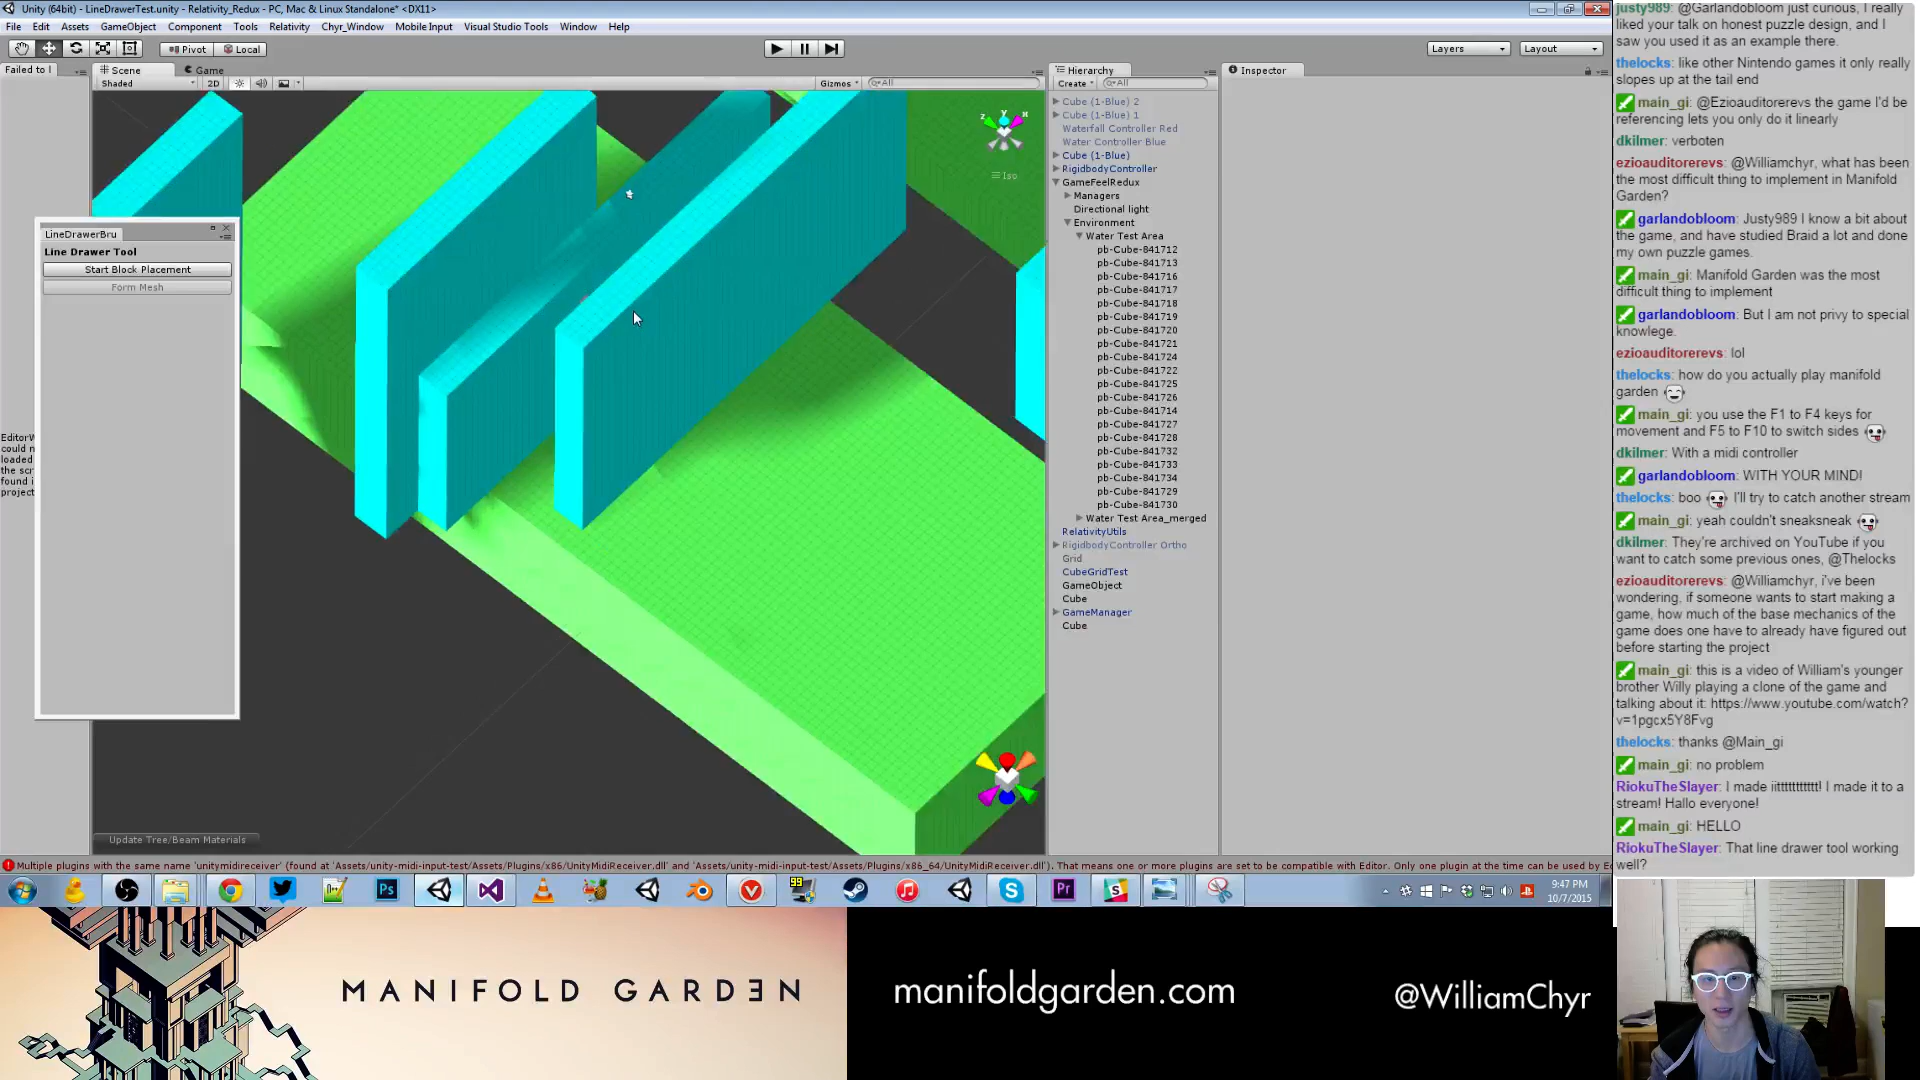 Unity (64bit) - LineDrawerTest.unity - Relativity_Redux - PC, Mac & Linux Standalone* <DX11>
File Edit Assets GameObject Component Tools Relativity Chyr_Window Mobile Input Visual Studio Tools Window Help
Pivot Local Layers Layout
Failed to l Scene Game
Shaded 2D Gizmos All
LineDrawerBru
Line Drawer Tool
Start Block Placement
Form Mesh
EditorW
could n
loaded
the scr
found i
project
y
z x
Iso
Update Tree/Beam Materials
Hierarchy
Create All
Cube (1-Blue) 2
Cube (1-Blue) 1
Waterfall Controller Red
Water Controller Blue
Cube (1-Blue)
RigidbodyController
GameFeelRedux
Managers
Directional light
Environment
Water Test Area
pb-Cube-841712
pb-Cube-841713
pb-Cube-841716
pb-Cube-841717
pb-Cube-841718
pb-Cube-841719
pb-Cube-841720
pb-Cube-841721
pb-Cube-841724
pb-Cube-841722
pb-Cube-841725
pb-Cube-841726
pb-Cube-841714
pb-Cube-841727
pb-Cube-841728
pb-Cube-841732
pb-Cube-841733
pb-Cube-841734
pb-Cube-841729
pb-Cube-841730
Water Test Area_merged
RelativityUtils
RigidbodyController Ortho
Grid
CubeGridTest
GameObject
Cube
GameManager
Cube
Inspector
Multiple plugins with the same name 'unitymidireceiver' (found at 'Assets/unity-midi-input-test/Assets/Plugins/x86/UnityMidiReceiver.dll' and 'Assets/unity-midi-input-test/Assets/Plugins/x86_64/UnityMidiReceiver.dll'). That means one or more plugins are set to be compatible with Editor. Only one plugin at the time can be used by Ec
99
9:47 PM
10/7/2015
justy989: @Garlandobloom just curious, I really
liked your talk on honest puzzle design, and I
saw you used it as an example there.
thelocks: like other Nintendo games it only really
slopes up at the tail end
main_gi: @Ezioauditorerevs the game I'd be
referencing lets you only do it linearly
dkilmer: verboten
ezioauditorerevs: @Williamchyr, what has been
the most difficult thing to implement in Manifold
Garden?
garlandobloom: Justy989 I know a bit about
the game, and have studied Braid a lot and done
my own puzzle games.
main_gi: Manifold Garden was the most
difficult thing to implement
garlandobloom: But I am not privy to special
knowlege.
ezioauditorerevs: lol
thelocks: how do you actually play manifold
garden
main_gi: you use the F1 to F4 keys for
movement and F5 to F10 to switch sides
dkilmer: With a midi controller
garlandobloom: WITH YOUR MIND!
thelocks: boo I'll try to catch another stream
main_gi: yeah couldn't sneaksneak
dkilmer: They're archived on YouTube if you
want to catch some previous ones, @Thelocks
ezioauditorerevs: @Williamchyr, i've been
wondering, if someone wants to start making a
game, how much of the base mechanics of the
game does one have to already have figured out
before starting the project
main_gi: this is a video of William's younger
brother Willy playing a clone of the game and
talking about it: https://www.youtube.com/watch?
v=1pgcx5Y8Fvg
thelocks: thanks @Main_gi
main_gi: no problem
RiokuTheSlayer: I made iitttttttttttt! I made it to a
stream! Hallo everyone!
main_gi: HELLO
RiokuTheSlayer: That line drawer tool working
well?
MANIFOLD GARDƎN
manifoldgarden.com
@WilliamChyr